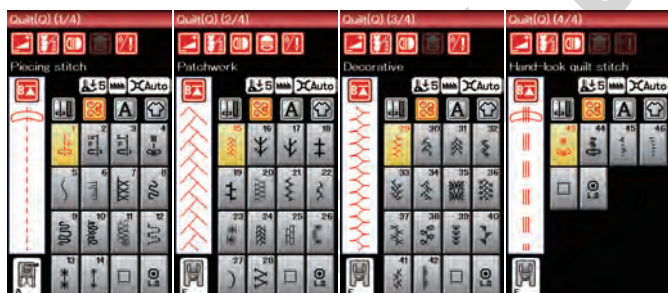 Quilt(Q) (1/4)
Piecing stitch
B 5 Auto
A
1 2 3 4
5 6 7 8
9 10 11 12
13 14
Quilt(Q) (2/4)
Patchwork
B 5 Auto
A
15 16 17 18
19 20 21 22
23 24 25 26
27 28
Quilt(Q) (3/4)
Decorative
B 5 Auto
A
29 30 31 32
33 34 35 36
37 38 39 40
41 42
Quilt(Q) (4/4)
Hand-look quilt stitch
B 5 Auto
A
43 44 45 46